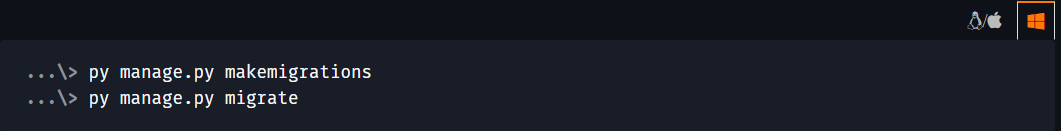 /
...\> py manage.py makemigrations
...\> py manage.py migrate